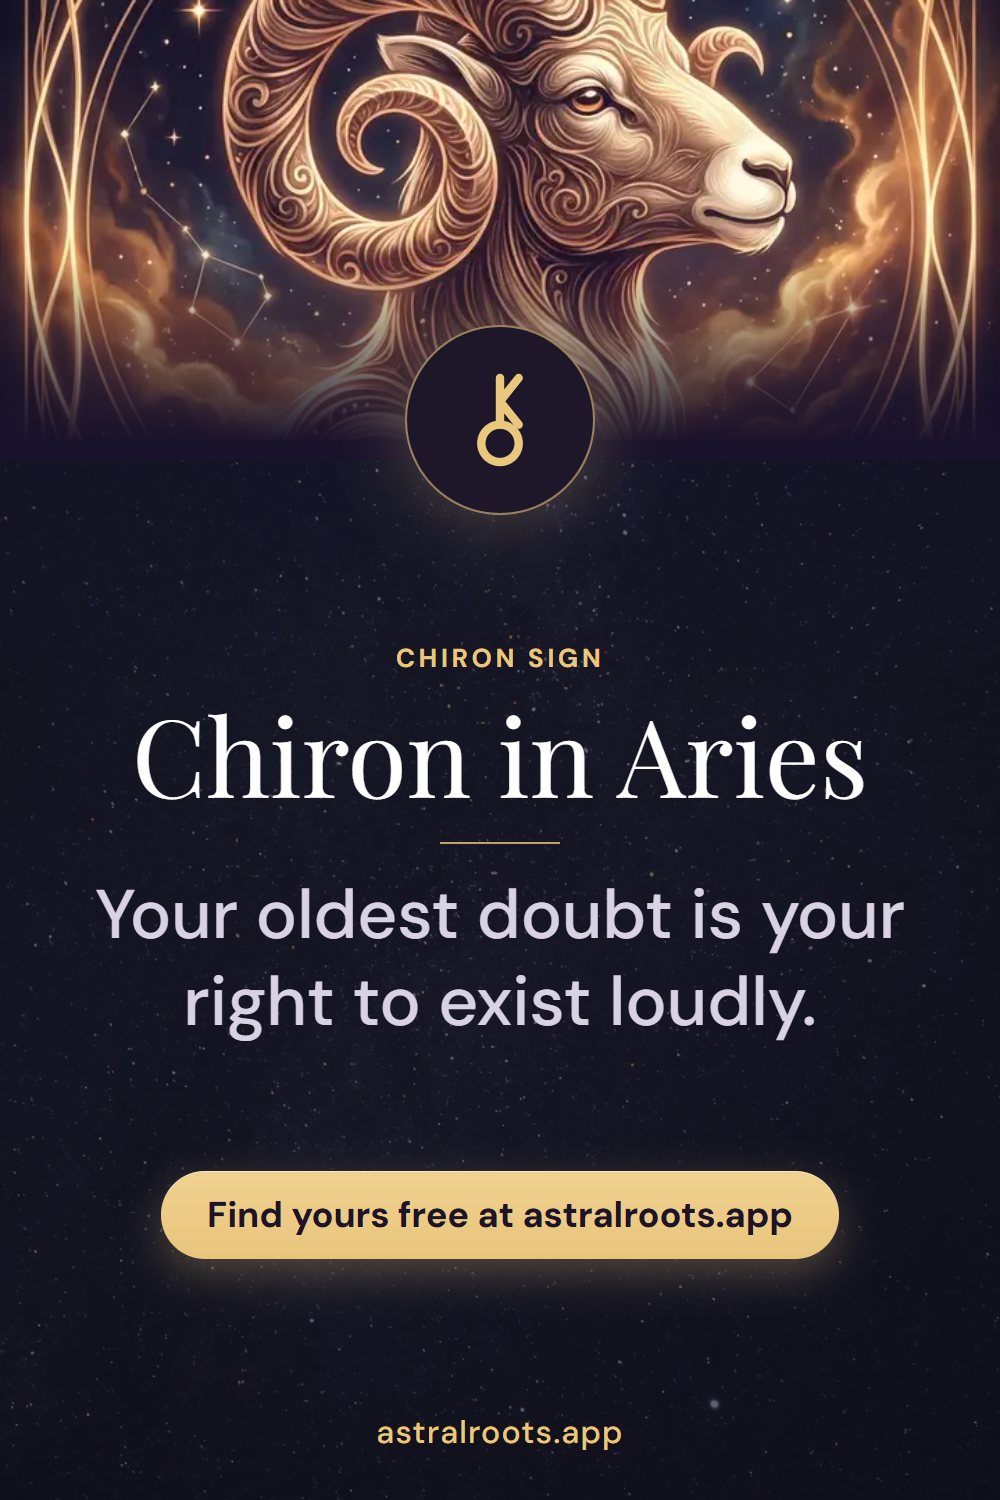 CHIRON SIGN
Chiron in Aries
Your oldest doubt is your
right to exist loudly.
Find yours free at astralroots.app
astralroots.app